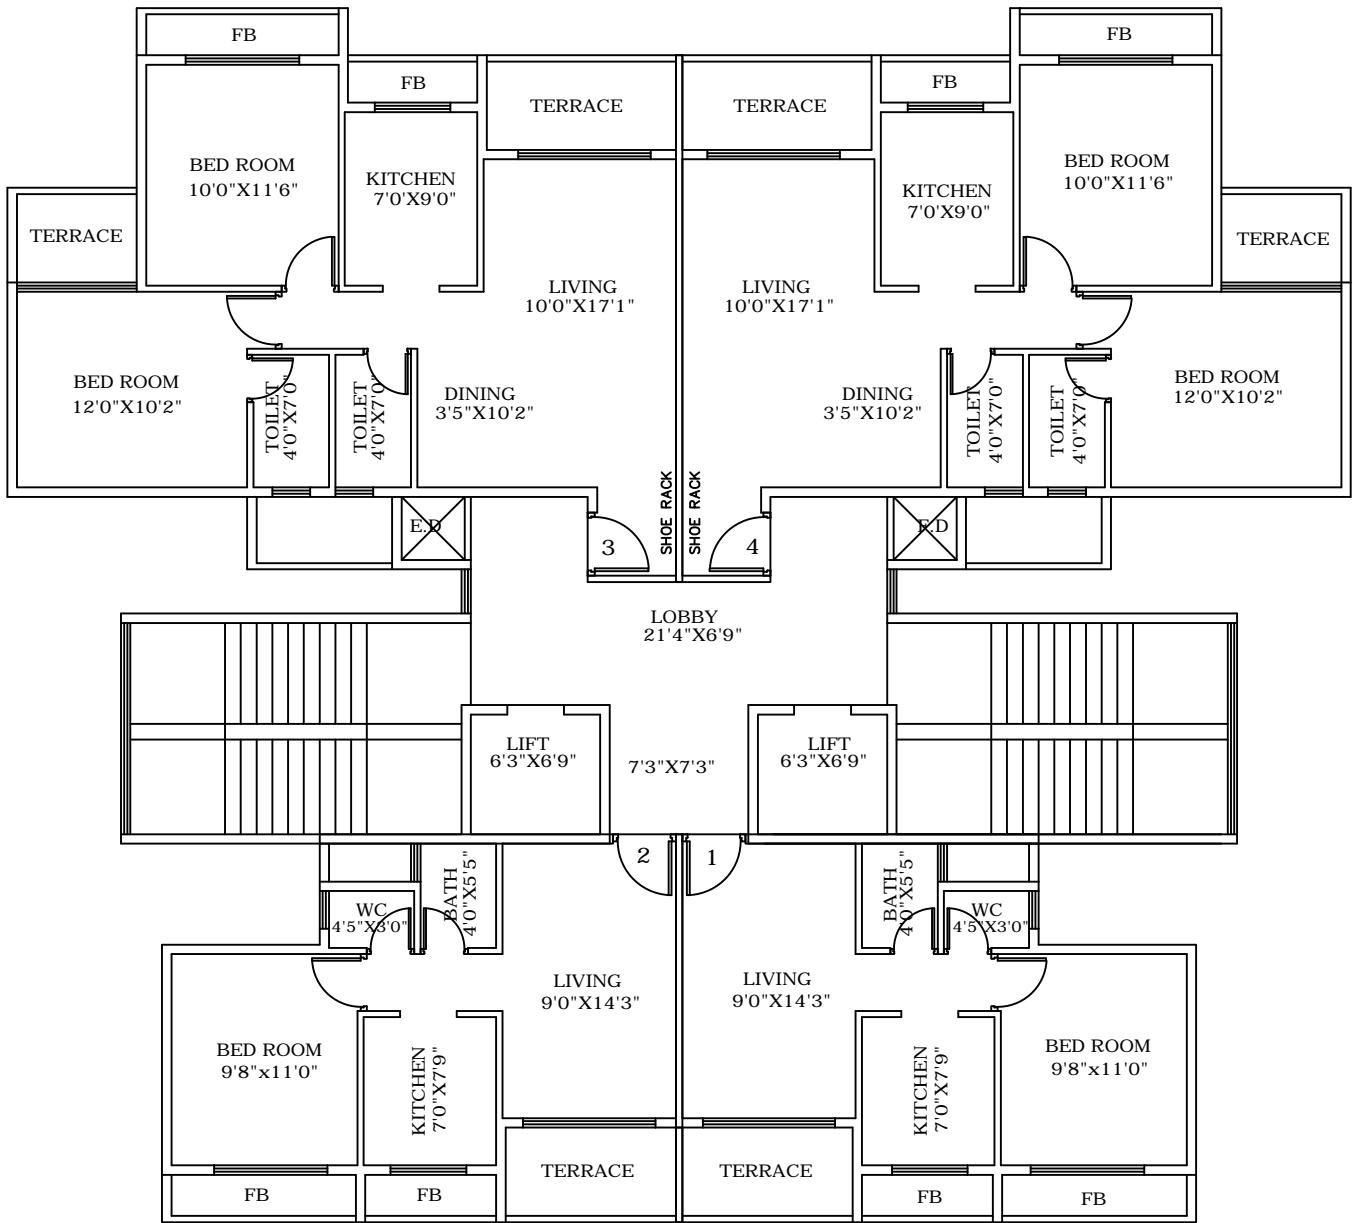 FB
FB
FB
FB
TERRACE
TERRACE
BED ROOM
10'0"X11'6"
KITCHEN
7'0'X9'0"
KITCHEN
7'0'X9'0"
BED ROOM
10'0"X11'6"
TERRACE
TERRACE
LIVING
10'0"X17'1"
LIVING
10'0"X17'1"
BED ROOM
12'0"X10'2"
TOILET
4'0"X7'0"
TOILET
4'0"X7'0"
DINING
3'5"X10'2"
DINING
3'5"X10'2"
TOILET
4'0"X7'0"
TOILET
4'0"X7'0"
BED ROOM
12'0"X10'2"
SHOE RACK
SHOE RACK
E.D
E.D
3
4
LOBBY
21'4"X6'9"
LIFT
6'3"X6'9"
7'3"X7'3"
LIFT
6'3"X6'9"
2
1
BATH
4'0"X5'5"
BATH
4'0"X5'5"
WC
4'5"X3'0"
WC
4'5"X3'0"
LIVING
9'0"X14'3"
LIVING
9'0"X14'3"
BED ROOM
9'8"x11'0"
KITCHEN
7'0"X7'9"
KITCHEN
7'0"X7'9"
BED ROOM
9'8"x11'0"
TERRACE
TERRACE
FB
FB
FB
FB